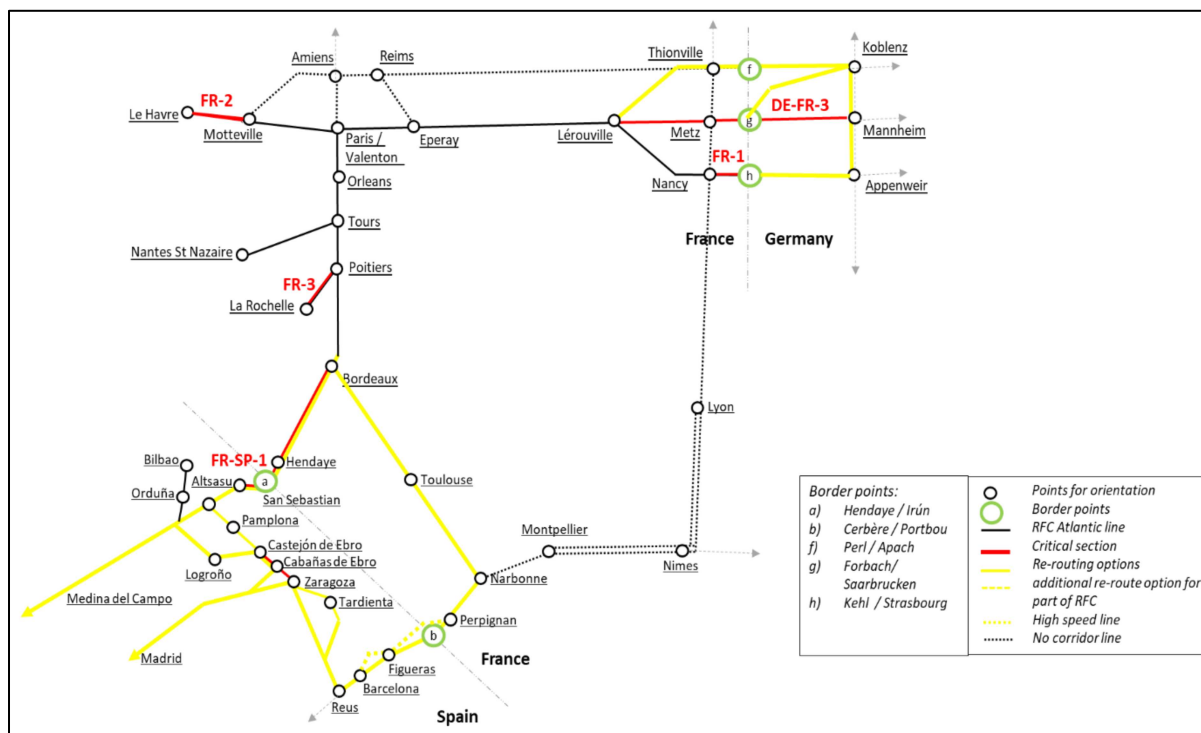 Amiens
Reims
Thionville
Koblenz
f
FR-2
DE-FR-3
Le Havre
Motteville
Paris /
Valenton
Eperay
Lérouville
Metz
g
Mannheim
FR-1
Orleans
Nancy
h
Appenweir
Tours
Nantes St Nazaire
France
Germany
Poitiers
FR-3
La Rochelle
Bordeaux
Lyon
Bilbao
FR-SP-1
Hendaye
a
Altsasu
Orduña
San Sebastian
Toulouse
Pamplona
Montpellier
Castejón de Ebro
Cabañas de Ebro
Nimes
Logroño
Zaragoza
Narbonne
Medina del Campo
Tardienta
Perpignan
b
Madrid
France
Figueras
Barcelona
Reus
Spain
Border points:
a) Hendaye / Irún
b) Cerbère / Portbou
f) Perl / Apach
g) Forbach/
Saarbrucken
h) Kehl / Strasbourg
Points for orientation
Border points
RFC Atlantic line
Critical section
Re-routing options
additional re-route option for
part of RFC
High speed line
No corridor line